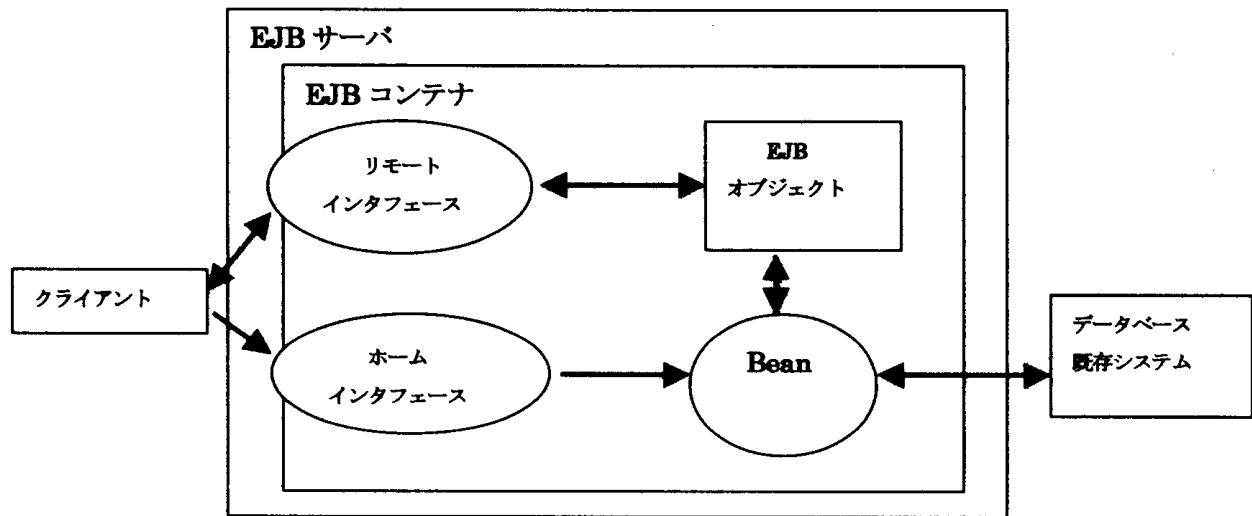 EJB サーバ
EJB コンテナ
リモート
インタフェース
EJB
オブジェクト
クライアント
ホーム
インタフェース
Bean
データベース
既存システム